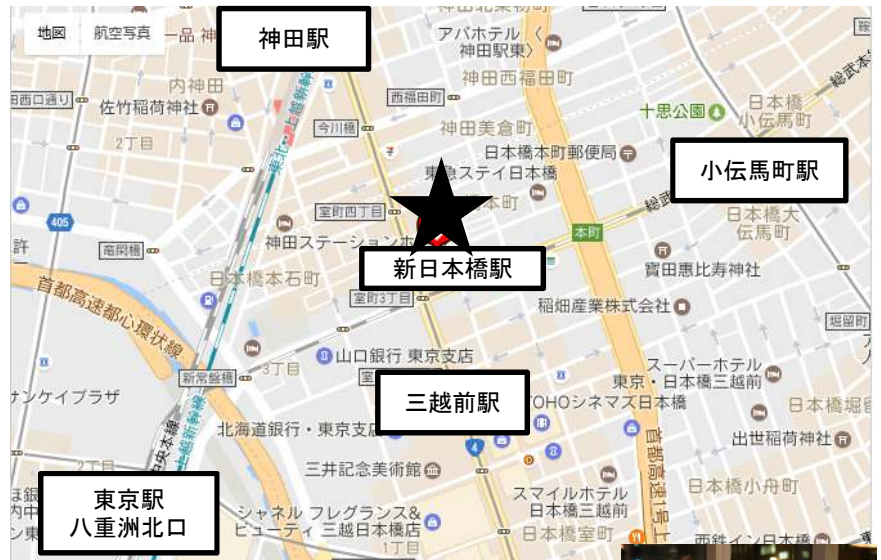 地図
航空写真
神田駅
アパホテル〈
神田駅東〉
内神田
西福田町
神田西福田町
佐竹稲荷神社
十思公園
日本橋
小伝馬町
2丁目
今川橋
神田美倉町
日本橋本町郵便局
東急ステイ日本橋
小伝馬町駅
室町四丁目
本町
405
日本橋大
伝馬町
竜閑橋
神田ステーションホ
本町
新日本橋駅
寶田恵比寿神社
日本橋本石町
室町3丁目
稲畑産業株式会社
首都高速都心環状線
堀留町
山口銀行 東京支店
新常盤橋
3丁目
スーパーホテル
東京・日本橋三越前
サンケイプラザ
三越前駅
TOHOシネマズ日本橋
日本橋堀留
北海道銀行・東京支店
4
出世稲荷神社
首都高速1号上
2丁目
三井記念美術館
日本橋小舟町
東京駅
八重洲北口
スマイルホテル
日本橋三越前
シャネル フレグランス&
ビューティ 三越日本橋店
1丁目
日本橋室町
西鉄イン日本橋